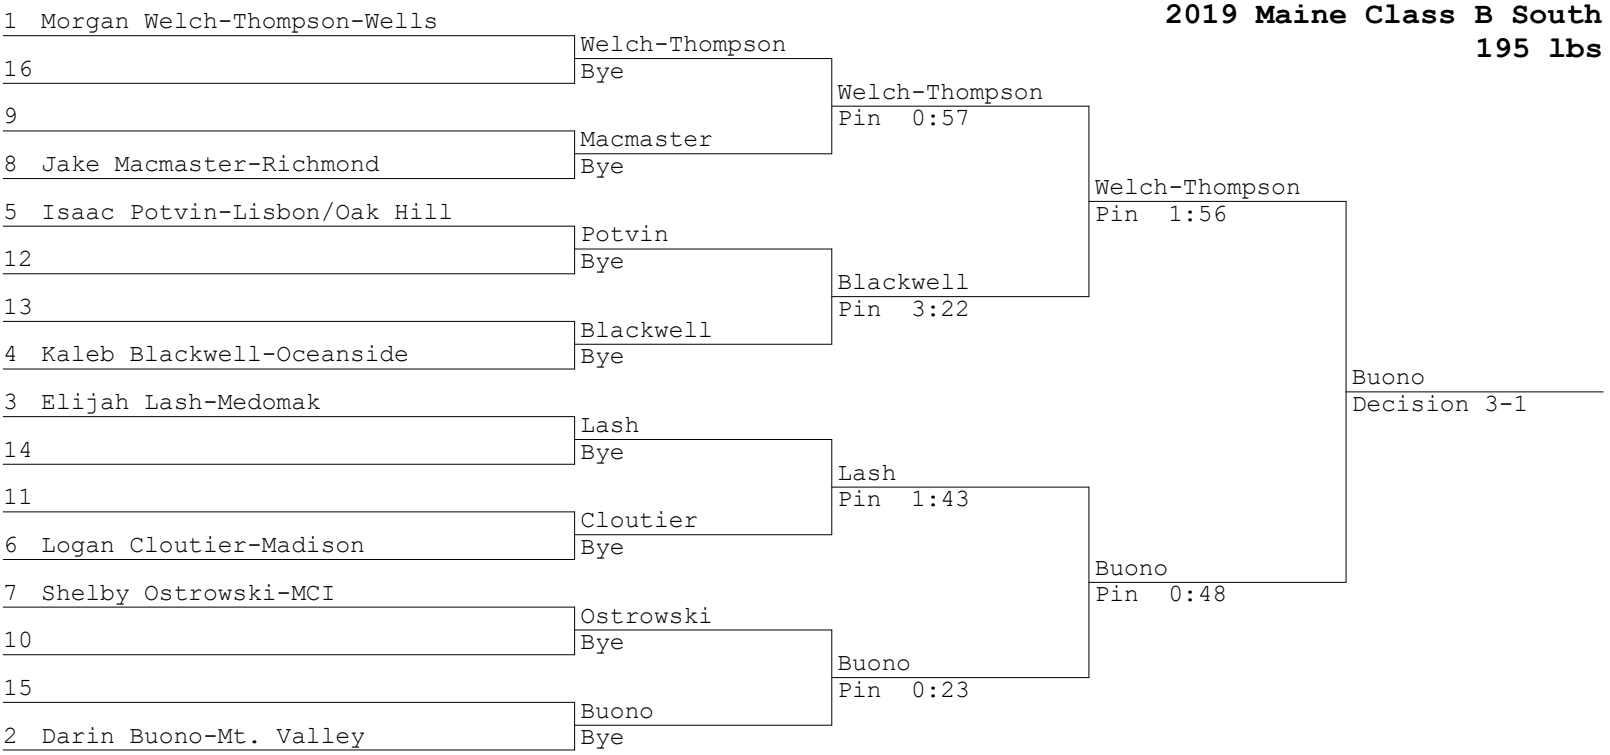 2019 Maine Class B South
195 lbs
1 Morgan Welch-Thompson-Wells
16
9
8 Jake Macmaster-Richmond
5 Isaac Potvin-Lisbon/Oak Hill
12
13
4 Kaleb Blackwell-Oceanside
3 Elijah Lash-Medomak
14
11
6 Logan Cloutier-Madison
7 Shelby Ostrowski-MCI
10
15
2 Darin Buono-Mt. Valley
Welch-Thompson
Bye
Macmaster
Bye
Potvin
Bye
Blackwell
Bye
Lash
Bye
Cloutier
Bye
Ostrowski
Bye
Buono
Bye
Welch-Thompson
Pin 0:57
Blackwell
Pin 3:22
Lash
Pin 1:43
Buono
Pin 0:23
Welch-Thompson
Pin 1:56
Buono
Pin 0:48
Buono
Decision 3-1